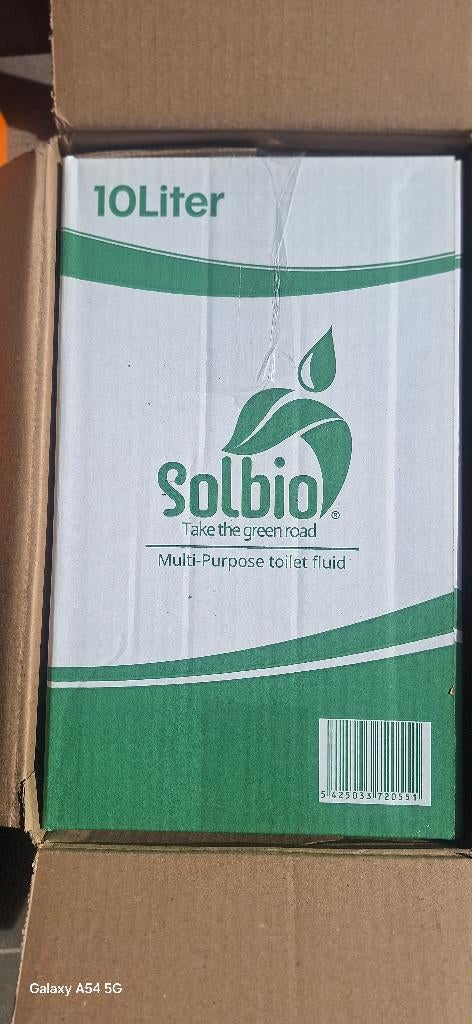 10Liter
Solbio®
Take the green road
Multi-Purpose toilet fluid
5 425033 720551
Galaxy A54 5G